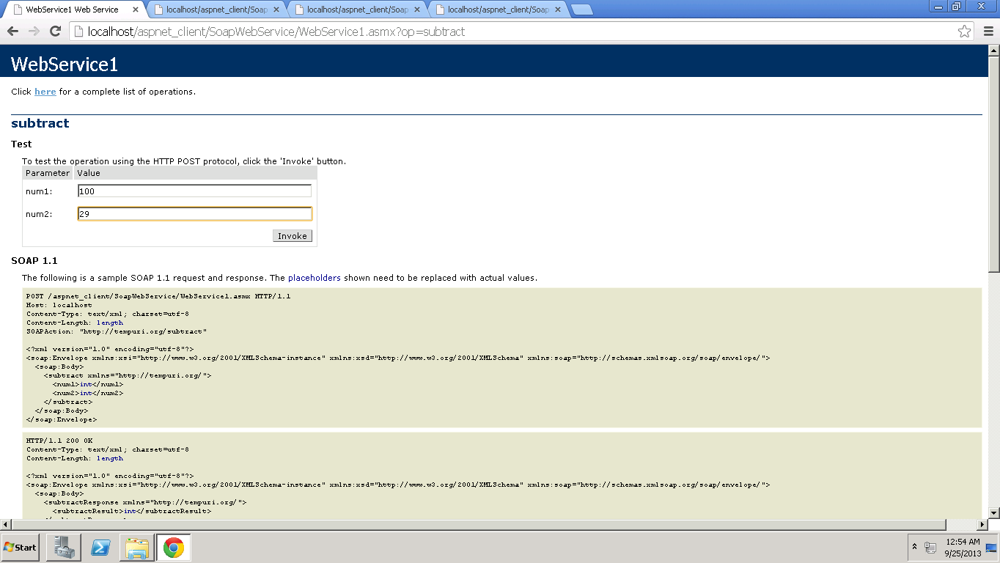 WebService1 Web Service
localhost/aspnet_client/Soap
localhost/aspnet_client/Soap
localhost/aspnet_client/Soap
localhost/aspnet_client/SoapWebService/WebService1.asmx?op=subtract
WebService1
Click here for a complete list of operations.
subtract
Test
To test the operation using the HTTP POST protocol, click the 'Invoke' button.
Parameter Value
num1: 100
num2: 29
Invoke
SOAP 1.1
The following is a sample SOAP 1.1 request and response. The placeholders shown need to be replaced with actual values.
POST /aspnet_client/SoapWebService/WebService1.asmx HTTP/1.1
Host: localhost
Content-Type: text/xml; charset=utf-8
Content-Length: length
SOAPAction: "http://tempuri.org/subtract"
<?xml version="1.0" encoding="utf-8"?>
<soap:Envelope xmlns:xsi="http://www.w3.org/2001/XMLSchema-instance" xmlns:xsd="http://www.w3.org/2001/XMLSchema" xmlns:soap="http://schemas.xmlsoap.org/soap/envelope/">
<soap:Body>
<subtract xmlns="http://tempuri.org/">
<num1>int</num1>
<num2>int</num2>
</subtract>
</soap:Body>
</soap:Envelope>
HTTP/1.1 200 OK
Content-Type: text/xml; charset=utf-8
Content-Length: length
<?xml version="1.0" encoding="utf-8"?>
<soap:Envelope xmlns:xsi="http://www.w3.org/2001/XMLSchema-instance" xmlns:xsd="http://www.w3.org/2001/XMLSchema" xmlns:soap="http://schemas.xmlsoap.org/soap/envelope/">
<soap:Body>
<subtractResponse xmlns="http://tempuri.org/">
<subtractResult>int</subtractResult>
Start
12:54 AM
9/25/2013